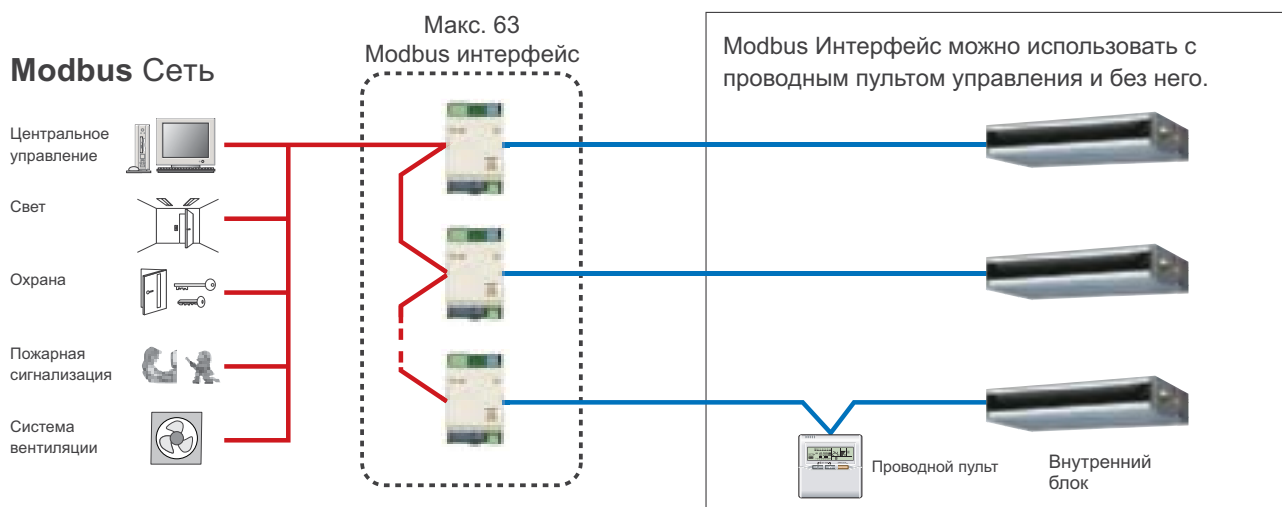 Макс. 63
Modbus интерфейс
Modbus Сеть
Центральное
управление
Свет
Охрана
Пожарная
сигнализация
Система
вентиляции
Modbus Интерфейс можно использовать с
проводным пультом управления и без него.
Проводной пульт
Внутренний
блок